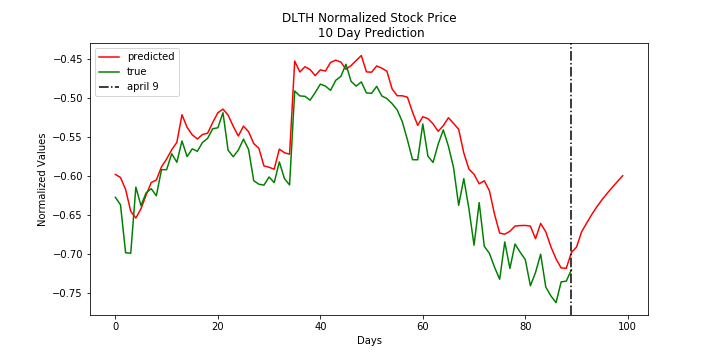 DLTH Normalized Stock Price
10 Day Prediction
predicted
true
april 9
Normalized Values
−0.45
−0.50
−0.55
−0.60
−0.65
−0.70
−0.75
0
20
40
60
80
100
Days